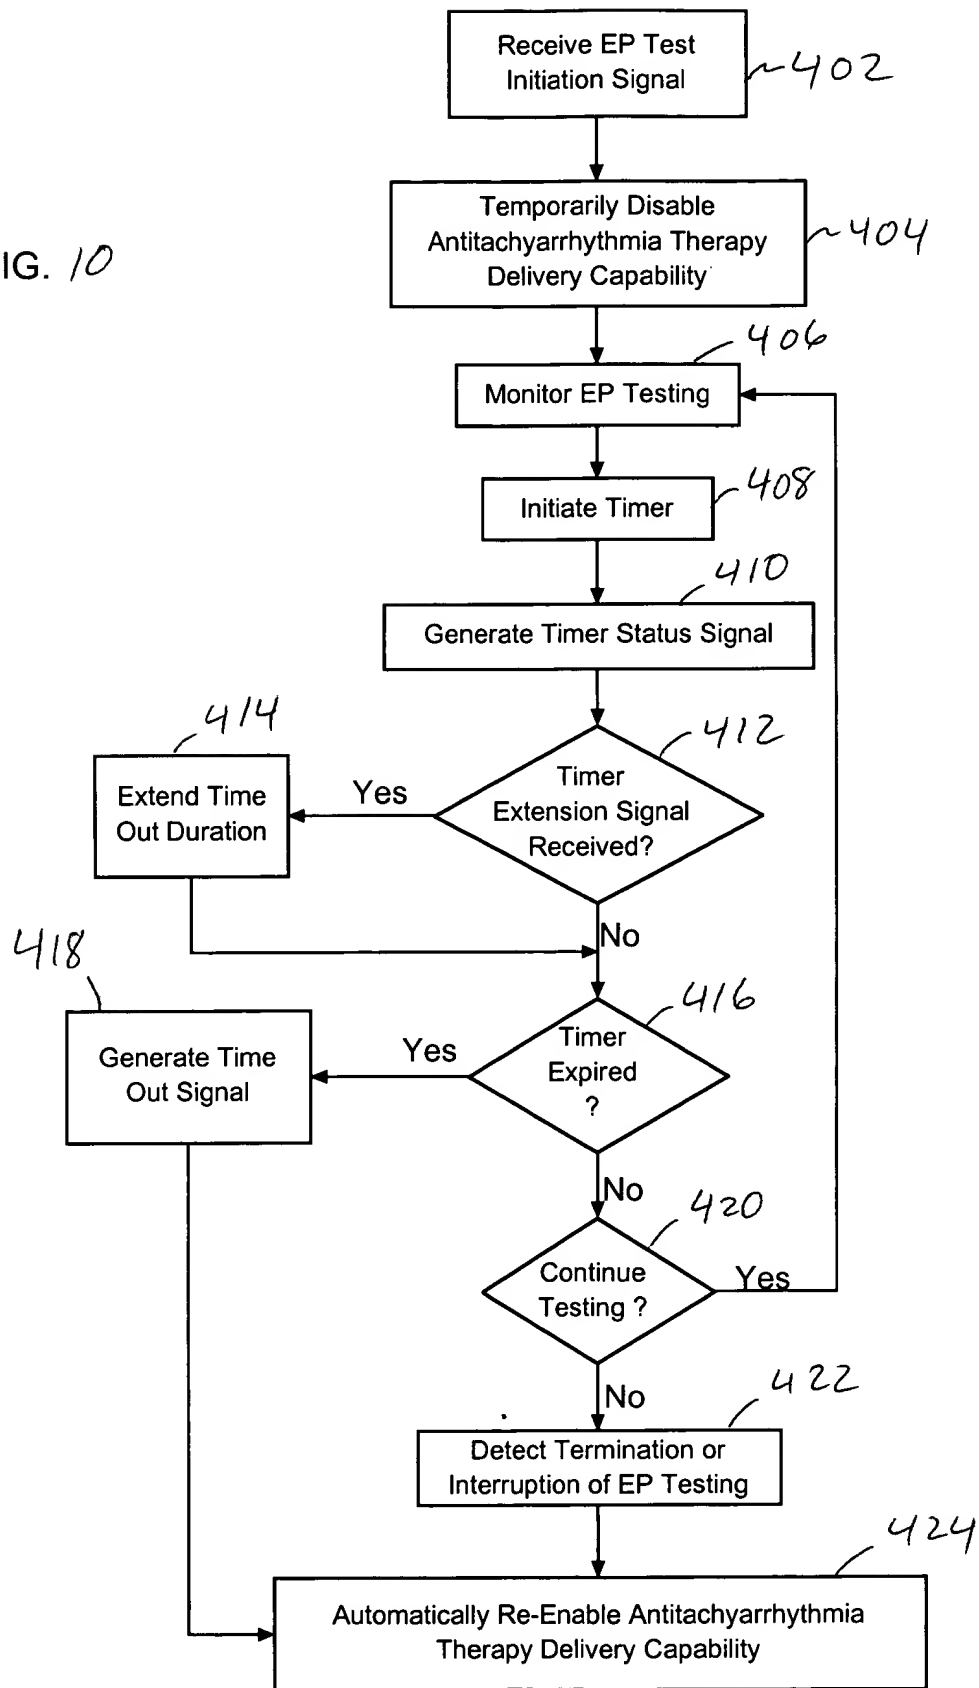 Receive EP Test
Initiation Signal
402
Temporarily Disable
Antitachyarrhythmia Therapy
Delivery Capability
404
IG. 10
406
Monitor EP Testing
408
Initiate Timer
410
Generate Timer Status Signal
414
412
Extend Time
Out Duration
Yes
Timer
Extension Signal
Received?
No
418
416
Generate Time
Out Signal
Yes
Timer
Expired
?
No
420
Continue
Testing ?
Yes
No
422
Detect Termination or
Interruption of EP Testing
424
Automatically Re-Enable Antitachyarrhythmia
Therapy Delivery Capability